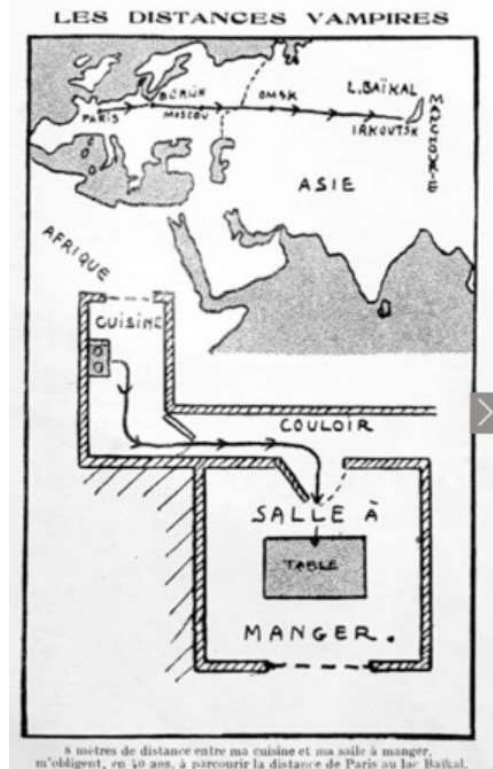 LES DISTANCES VAMPIRES
PARIS
BERLIN
MOSCOU
OMSK
L. BAÏKAL
IRKOUTSK
MANDCHOURIE
ASIE
AFRIQUE
CUISINE
COULOIR
SALLE À
TABLE
MANGER.
8 mètres de distance entre ma cuisine et ma salle à manger,
m'obligent, en 40 ans, à parcourir la distance de Paris au lac Baïkal.